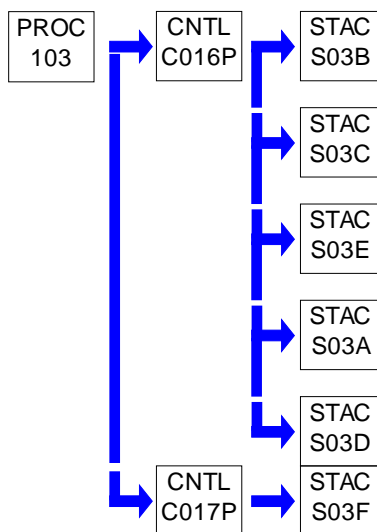 PROC
103
CNTL
C016P
STAC
S03B
STAC
S03C
STAC
S03E
STAC
S03A
STAC
S03D
CNTL
C017P
STAC
S03F